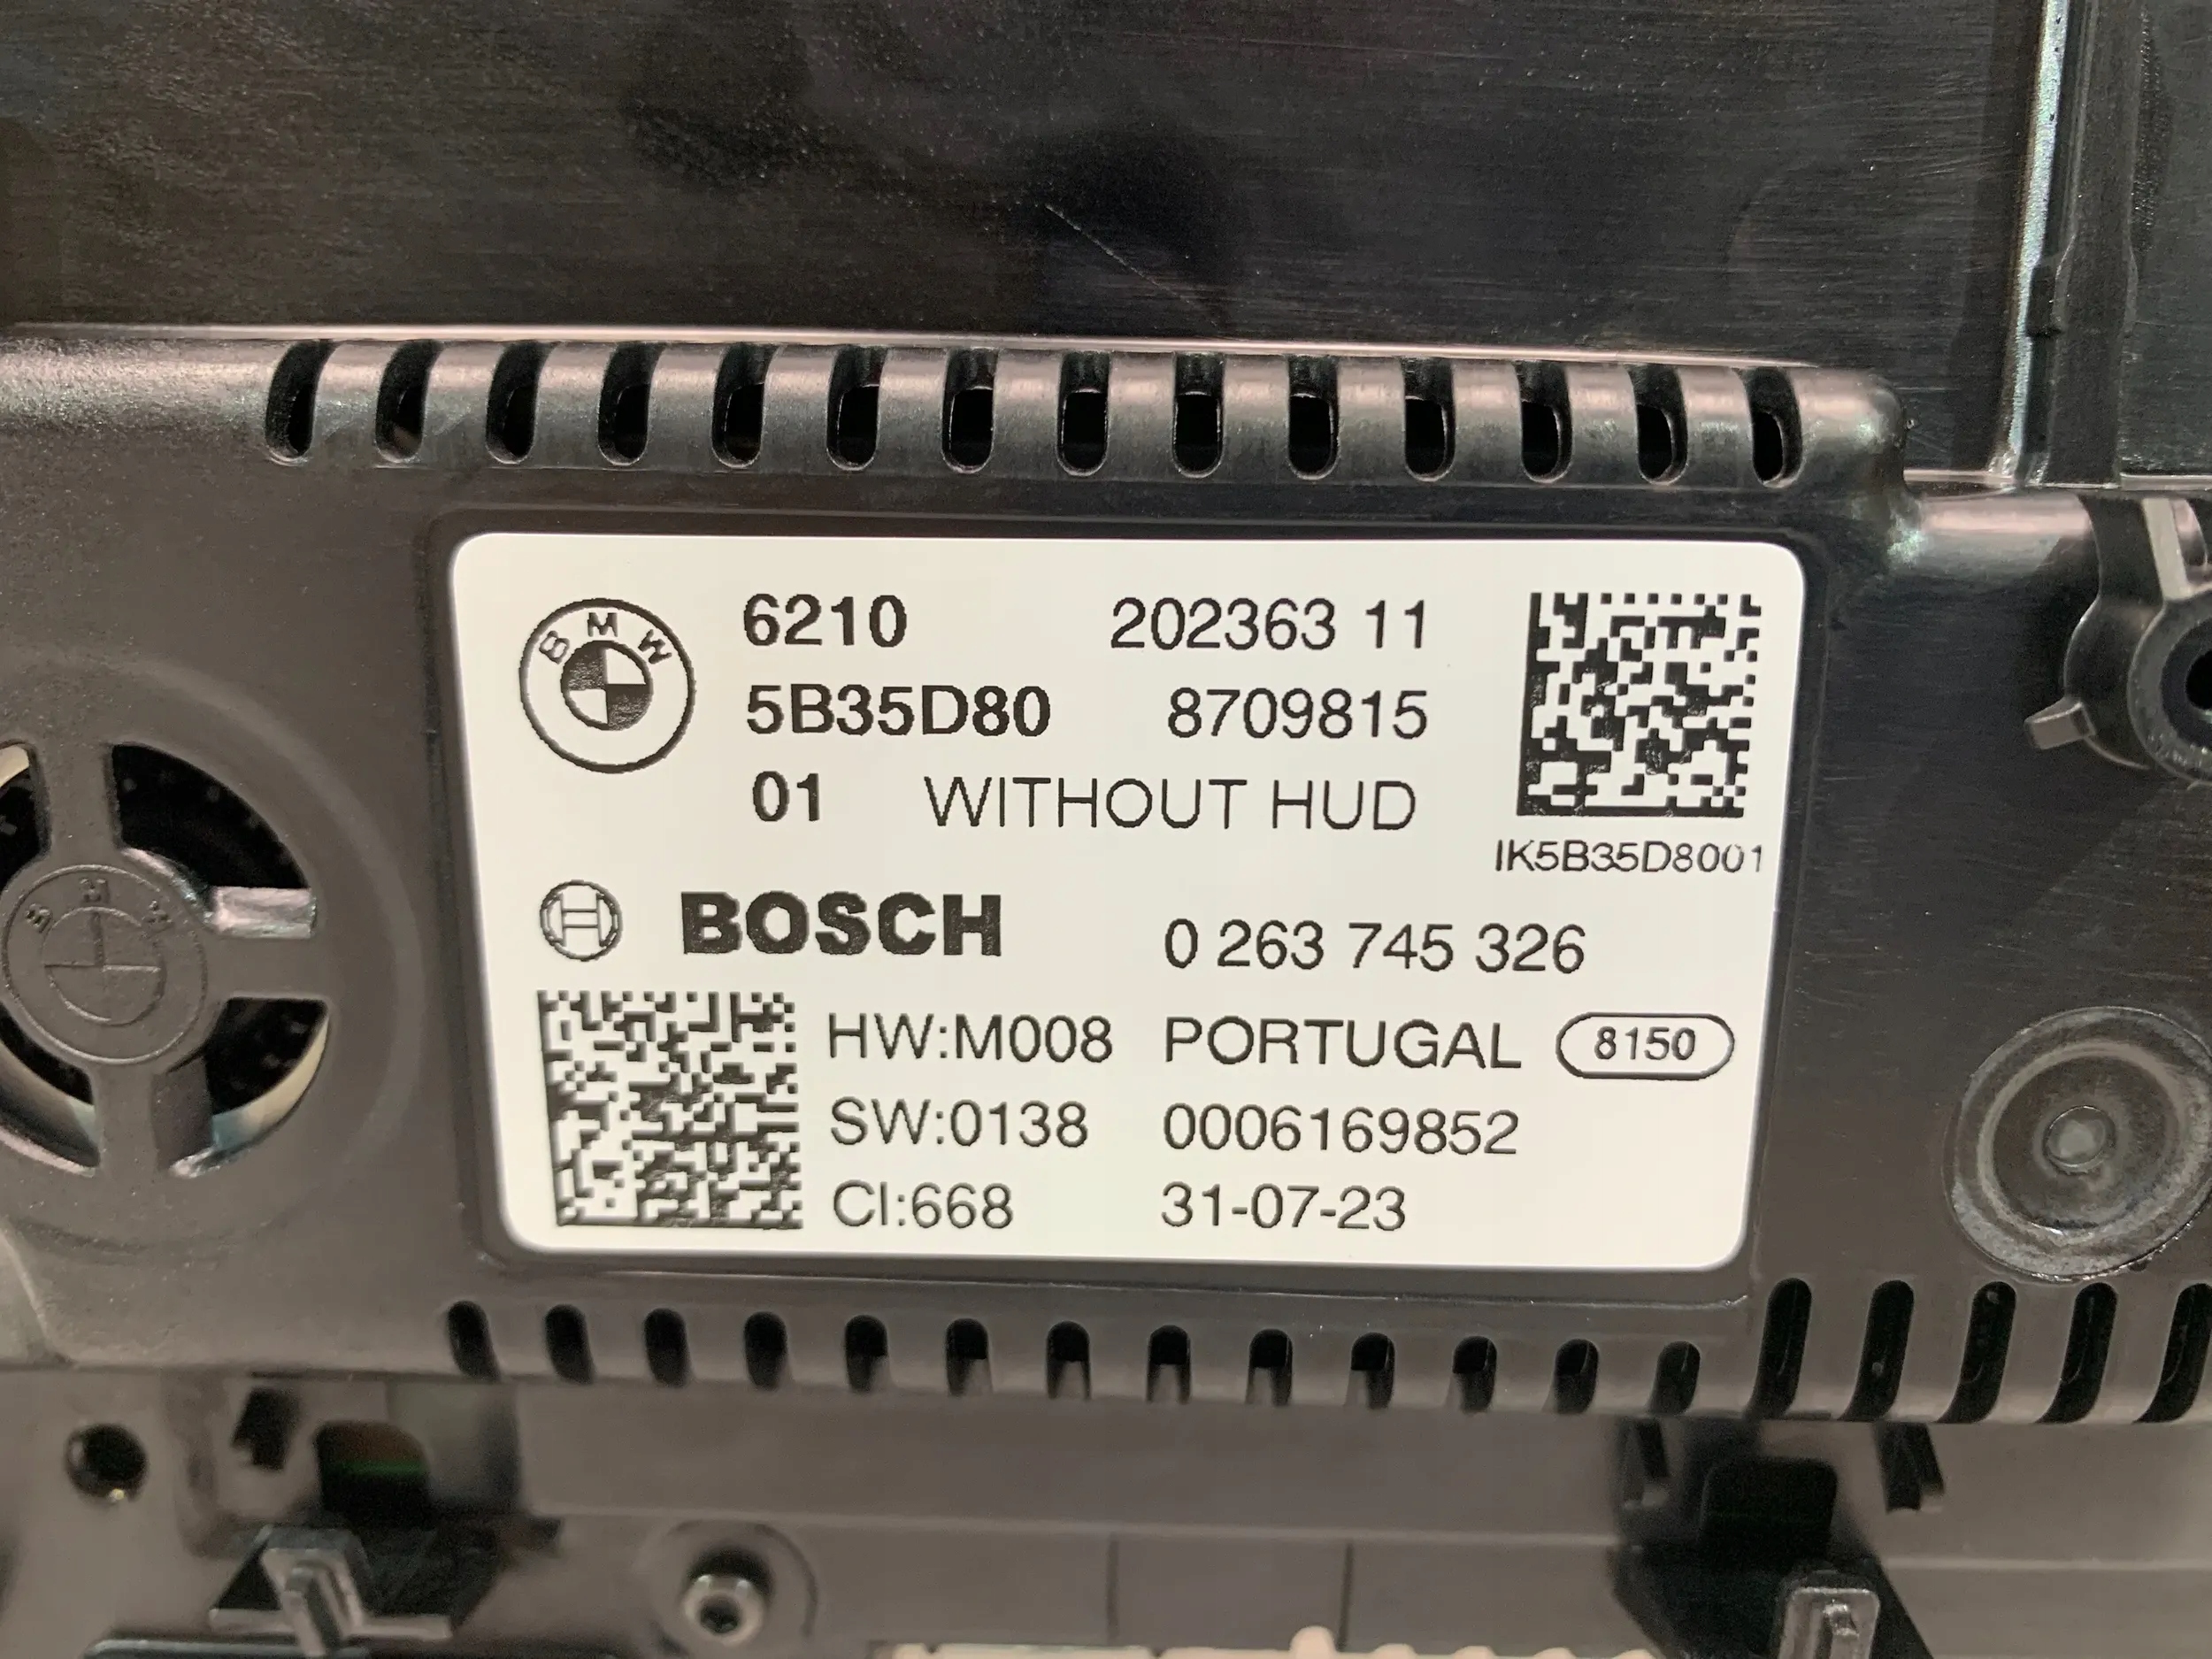 BMW
6210 202363 11
5B35D80 8709815
01 WITHOUT HUD
IK5B35D8001
BOSCH 0 263 745 326
HW:M008 PORTUGAL 8150
SW:0138 0006169852
CI:668 31-07-23